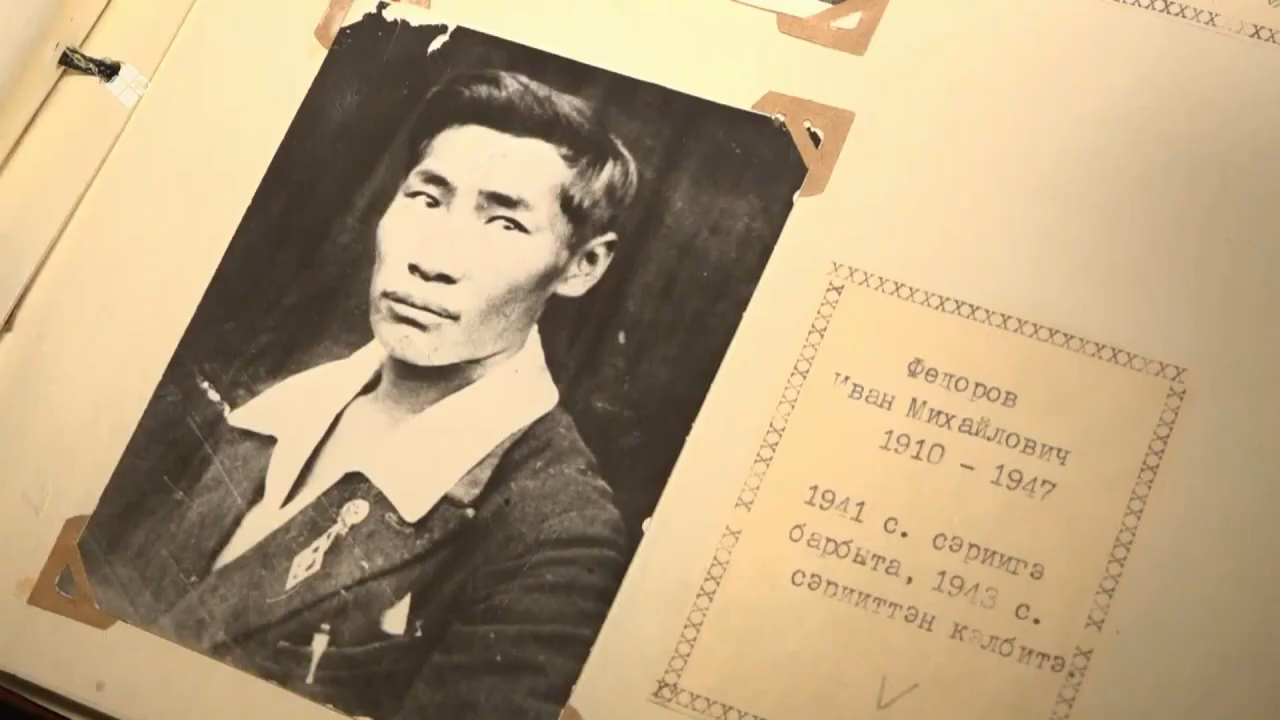 Федоров
Иван Михайлович
1910 - 1947
1941 с. сэриигэ
барбыта, 1943 с.
сэрииттэн кэлбитэ